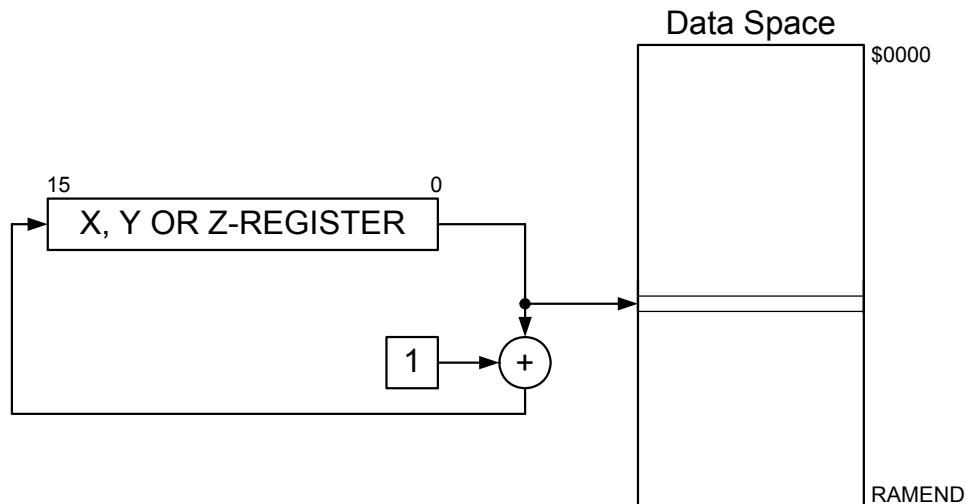 Data Space
$0000
15
0
X, Y OR Z-REGISTER
1
+
RAMEND